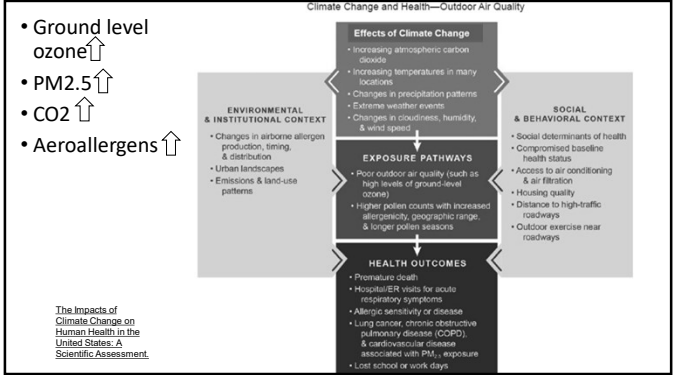 Climate Change and Health—Outdoor Air Quality
• Ground level
ozone⇧
• PM2.5⇧
• CO2 ⇧
• Aeroallergens ⇧
The Impacts of
Climate Change on
Human Health in the
United States: A
Scientific Assessment.
Effects of Climate Change
• Increasing atmospheric carbon
dioxide
• Increasing temperatures in many
locations
• Changes in precipitation patterns
• Extreme weather events
• Changes in cloudiness, humidity,
& wind speed
ENVIRONMENTAL
& INSTITUTIONAL CONTEXT
• Changes in airborne allergen
production, timing,
& distribution
• Urban landscapes
• Emissions & land-use
patterns
EXPOSURE PATHWAYS
• Poor outdoor air quality (such as
high levels of ground-level
ozone)
• Higher pollen counts with increased
allergenicity, geographic range,
& longer pollen seasons
SOCIAL
& BEHAVIORAL CONTEXT
• Social determinants of health
• Compromised baseline
health status
• Access to air conditioning
& air filtration
• Housing quality
• Distance to high-traffic
roadways
• Outdoor exercise near
roadways
HEALTH OUTCOMES
• Premature death
• Hospital/ER visits for acute
respiratory symptoms
• Allergic sensitivity or disease
• Lung cancer, chronic obstructive
pulmonary disease (COPD),
& cardiovascular disease
associated with PM₂.₅ exposure
• Lost school or work days